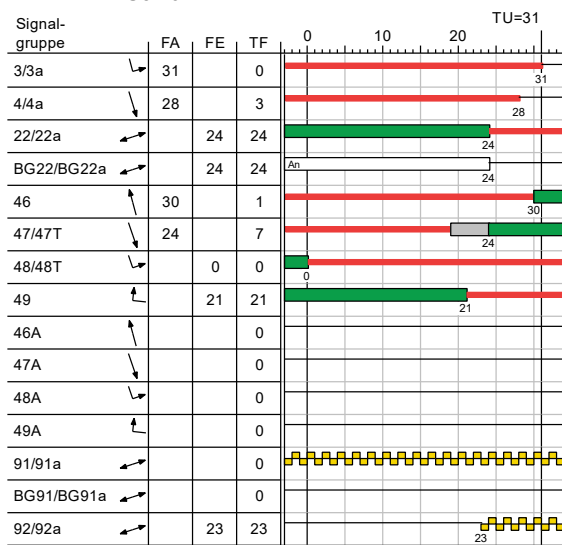 TU=31
Signal-
gruppe FA FE TF 0 10 20
3/3a 31 0 31
4/4a 28 3 28
22/22a 24 24 24
BG22/BG22a 24 24 An 24
46 30 1 30
47/47T 24 7 24
48/48T 0 0 0
49 21 21 21
46A 0
47A 0
48A 0
49A 0
91/91a 0
BG91/BG91a 0
92/92a 23 23 23